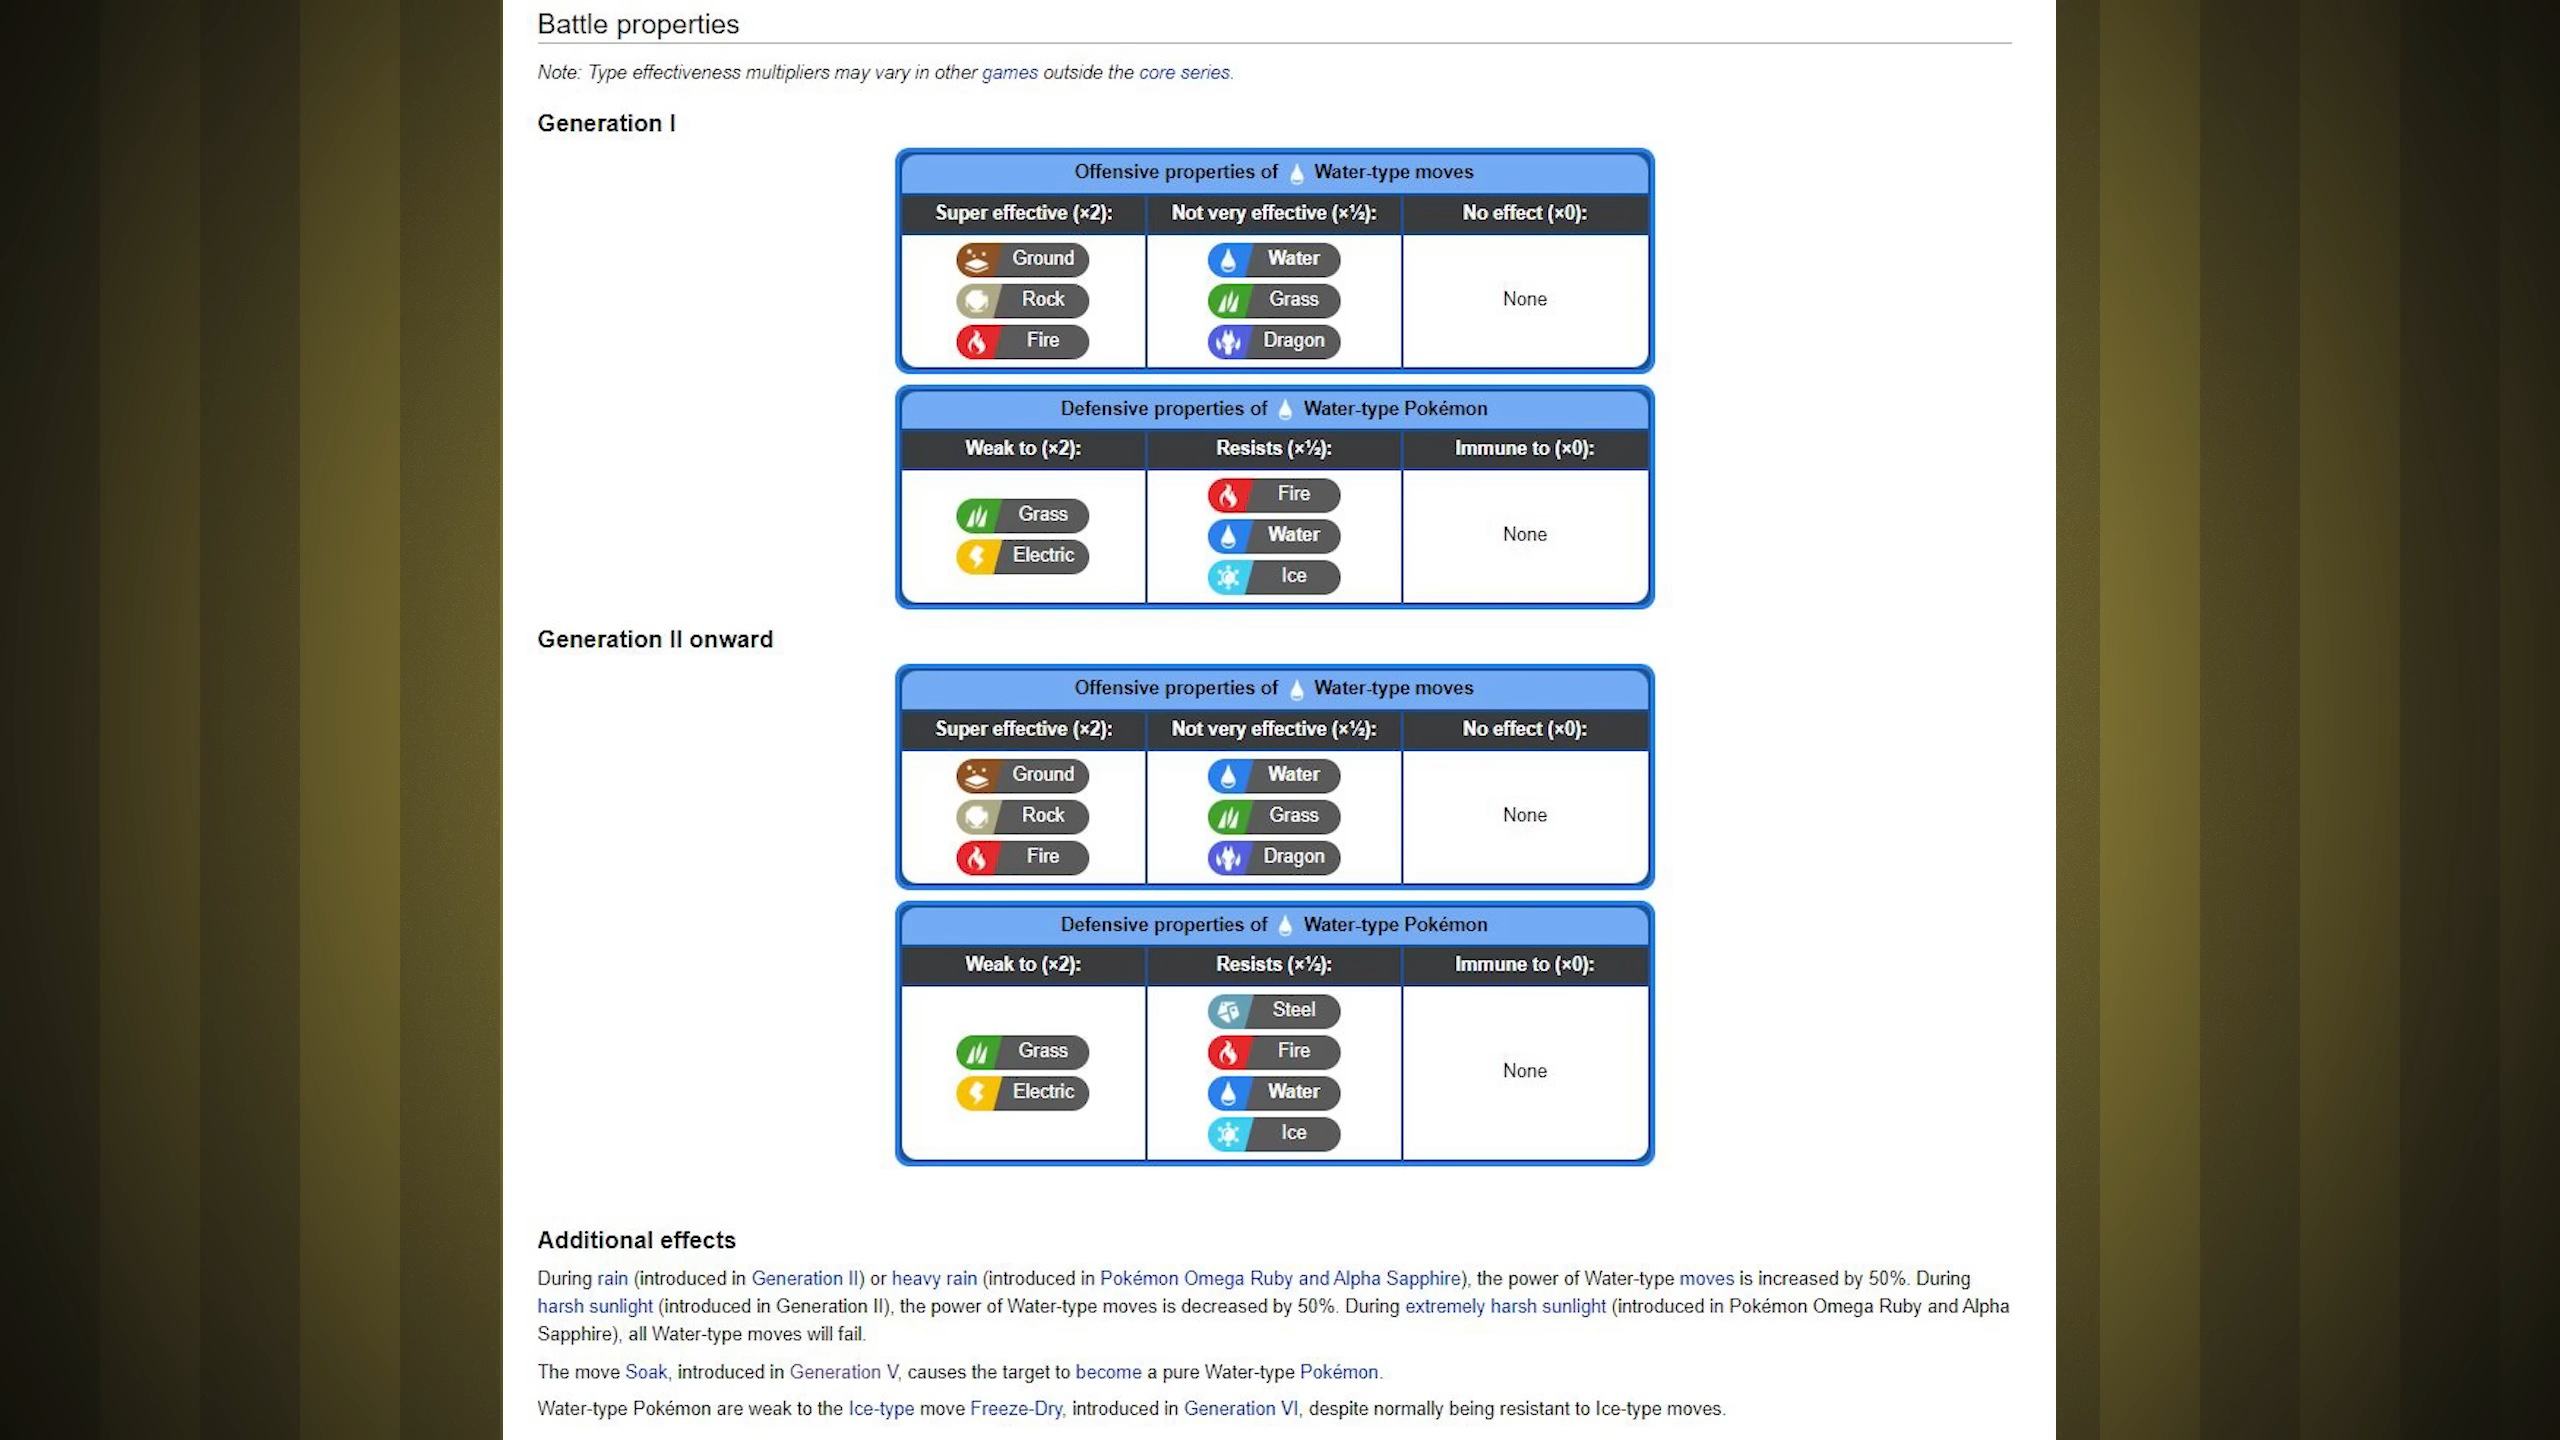 Battle properties
Note: Type effectiveness multipliers may vary in other games outside the core series.
Generation I
Offensive properties of Water-type moves
Super effective (×2): Not very effective (×½): No effect (×0):
Ground Water
Rock Grass None
Fire Dragon
Defensive properties of Water-type Pokémon
Weak to (×2): Resists (×½): Immune to (×0):
Fire
Grass
Water None
Electric
Ice
Generation II onward
Offensive properties of Water-type moves
Super effective (×2): Not very effective (×½): No effect (×0):
Ground Water
Rock Grass None
Fire Dragon
Defensive properties of Water-type Pokémon
Weak to (×2): Resists (×½): Immune to (×0):
Steel
Grass Fire
None
Electric Water
Ice
Additional effects
During rain (introduced in Generation II) or heavy rain (introduced in Pokémon Omega Ruby and Alpha Sapphire), the power of Water-type moves is increased by 50%. During
harsh sunlight (introduced in Generation II), the power of Water-type moves is decreased by 50%. During extremely harsh sunlight (introduced in Pokémon Omega Ruby and Alpha
Sapphire), all Water-type moves will fail.
The move Soak, introduced in Generation V, causes the target to become a pure Water-type Pokémon.
Water-type Pokémon are weak to the Ice-type move Freeze-Dry, introduced in Generation VI, despite normally being resistant to Ice-type moves.